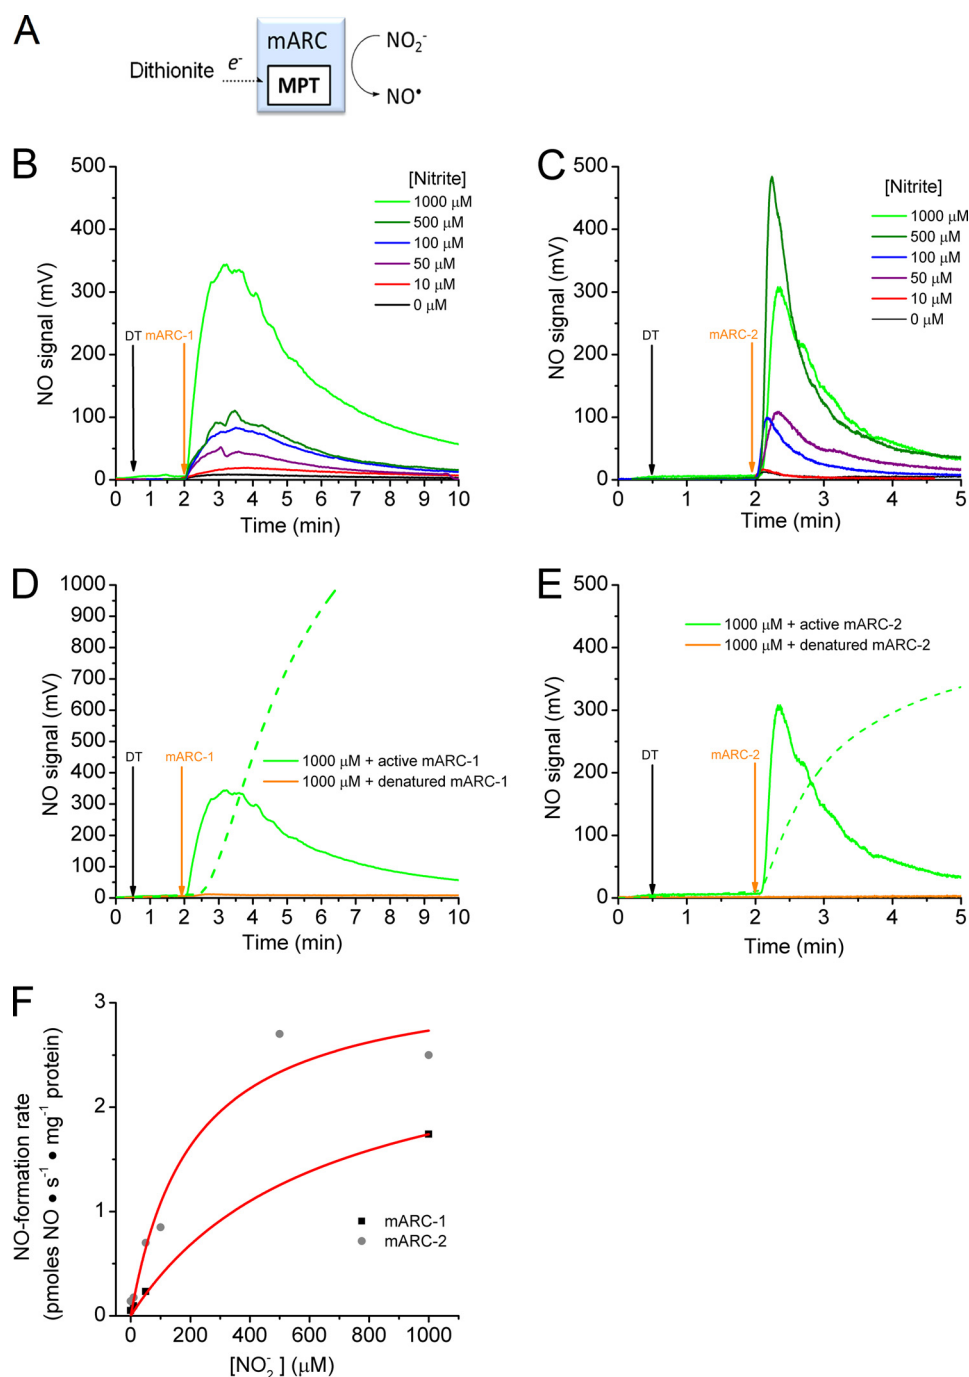 A
Dithionite
e-
mARC
MPT
NO2-
NO•
B
NO signal (mV)
500
400
300
200
100
0
[Nitrite]
1000 μM
500 μM
100 μM
50 μM
10 μM
0 μM
DT
mARC-1
0 1 2 3 4 5 6 7 8 9 10
Time (min)
C
NO signal (mV)
500
400
300
200
100
0
[Nitrite]
1000 μM
500 μM
100 μM
50 μM
10 μM
0 μM
DT
mARC-2
0 1 2 3 4 5
Time (min)
D
NO signal (mV)
1000
900
800
700
600
500
400
300
200
100
0
DT
mARC-1
1000 μM + active mARC-1
1000 μM + denatured mARC-1
0 1 2 3 4 5 6 7 8 9 10
Time (min)
E
NO signal (mV)
500
400
300
200
100
0
1000 μM + active mARC-2
1000 μM + denatured mARC-2
DT
mARC-2
0 1 2 3 4 5
Time (min)
F
NO-formation rate
(pmoles NO • s-1 • mg-1 protein)
3
2
1
0
mARC-1
mARC-2
0 200 400 600 800 1000
[NO2-] (μM)